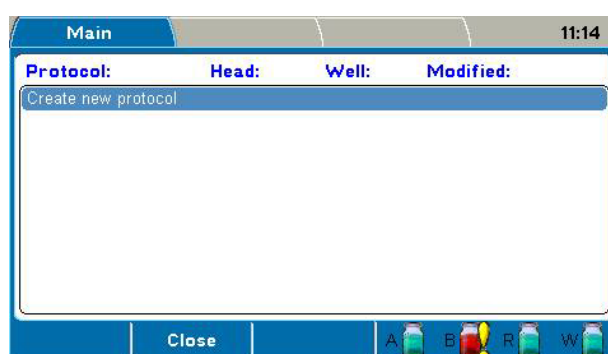 Main 11:14
Protocol: Head: Well: Modified:
Create new protocol
Close A B R W